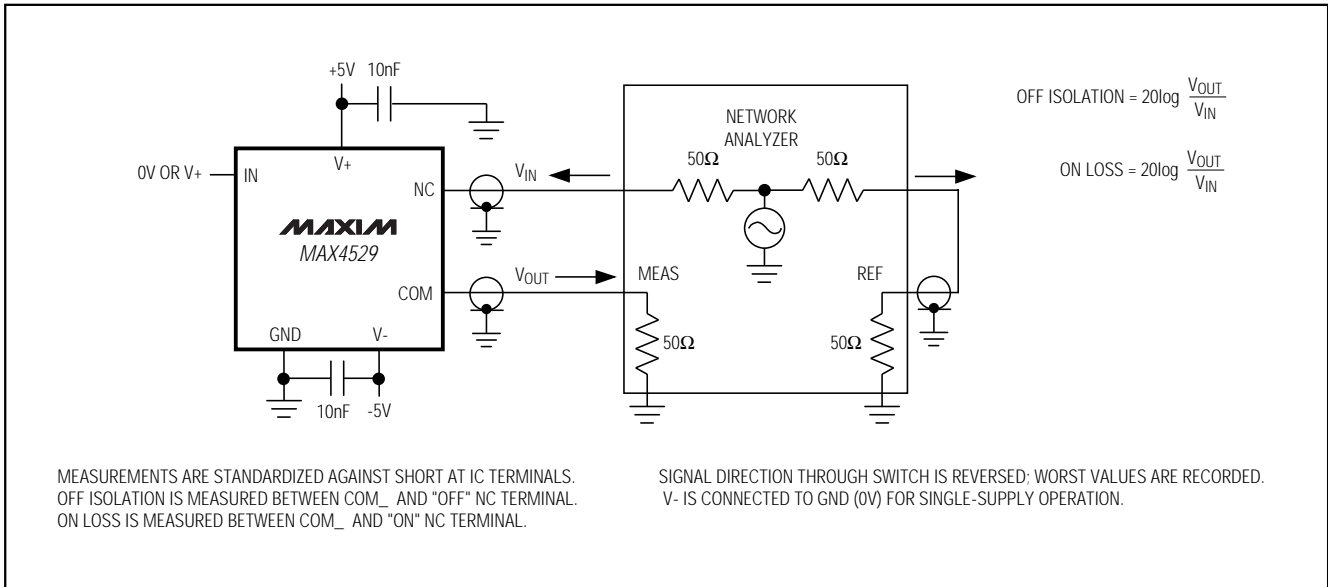 +5V 10nF
OFF ISOLATION = 20log VOUT
VIN
NETWORK
ANALYZER
V+
50Ω 50Ω
0V OR V+ IN
NC
VIN
ON LOSS = 20log VOUT
VIN
MAXIM
MAX4529
VOUT
MEAS
REF
COM
GND V-
50Ω 50Ω
10nF -5V
MEASUREMENTS ARE STANDARDIZED AGAINST SHORT AT IC TERMINALS.
OFF ISOLATION IS MEASURED BETWEEN COM_ AND "OFF" NC TERMINAL.
ON LOSS IS MEASURED BETWEEN COM_ AND "ON" NC TERMINAL.
SIGNAL DIRECTION THROUGH SWITCH IS REVERSED; WORST VALUES ARE RECORDED.
V- IS CONNECTED TO GND (0V) FOR SINGLE-SUPPLY OPERATION.